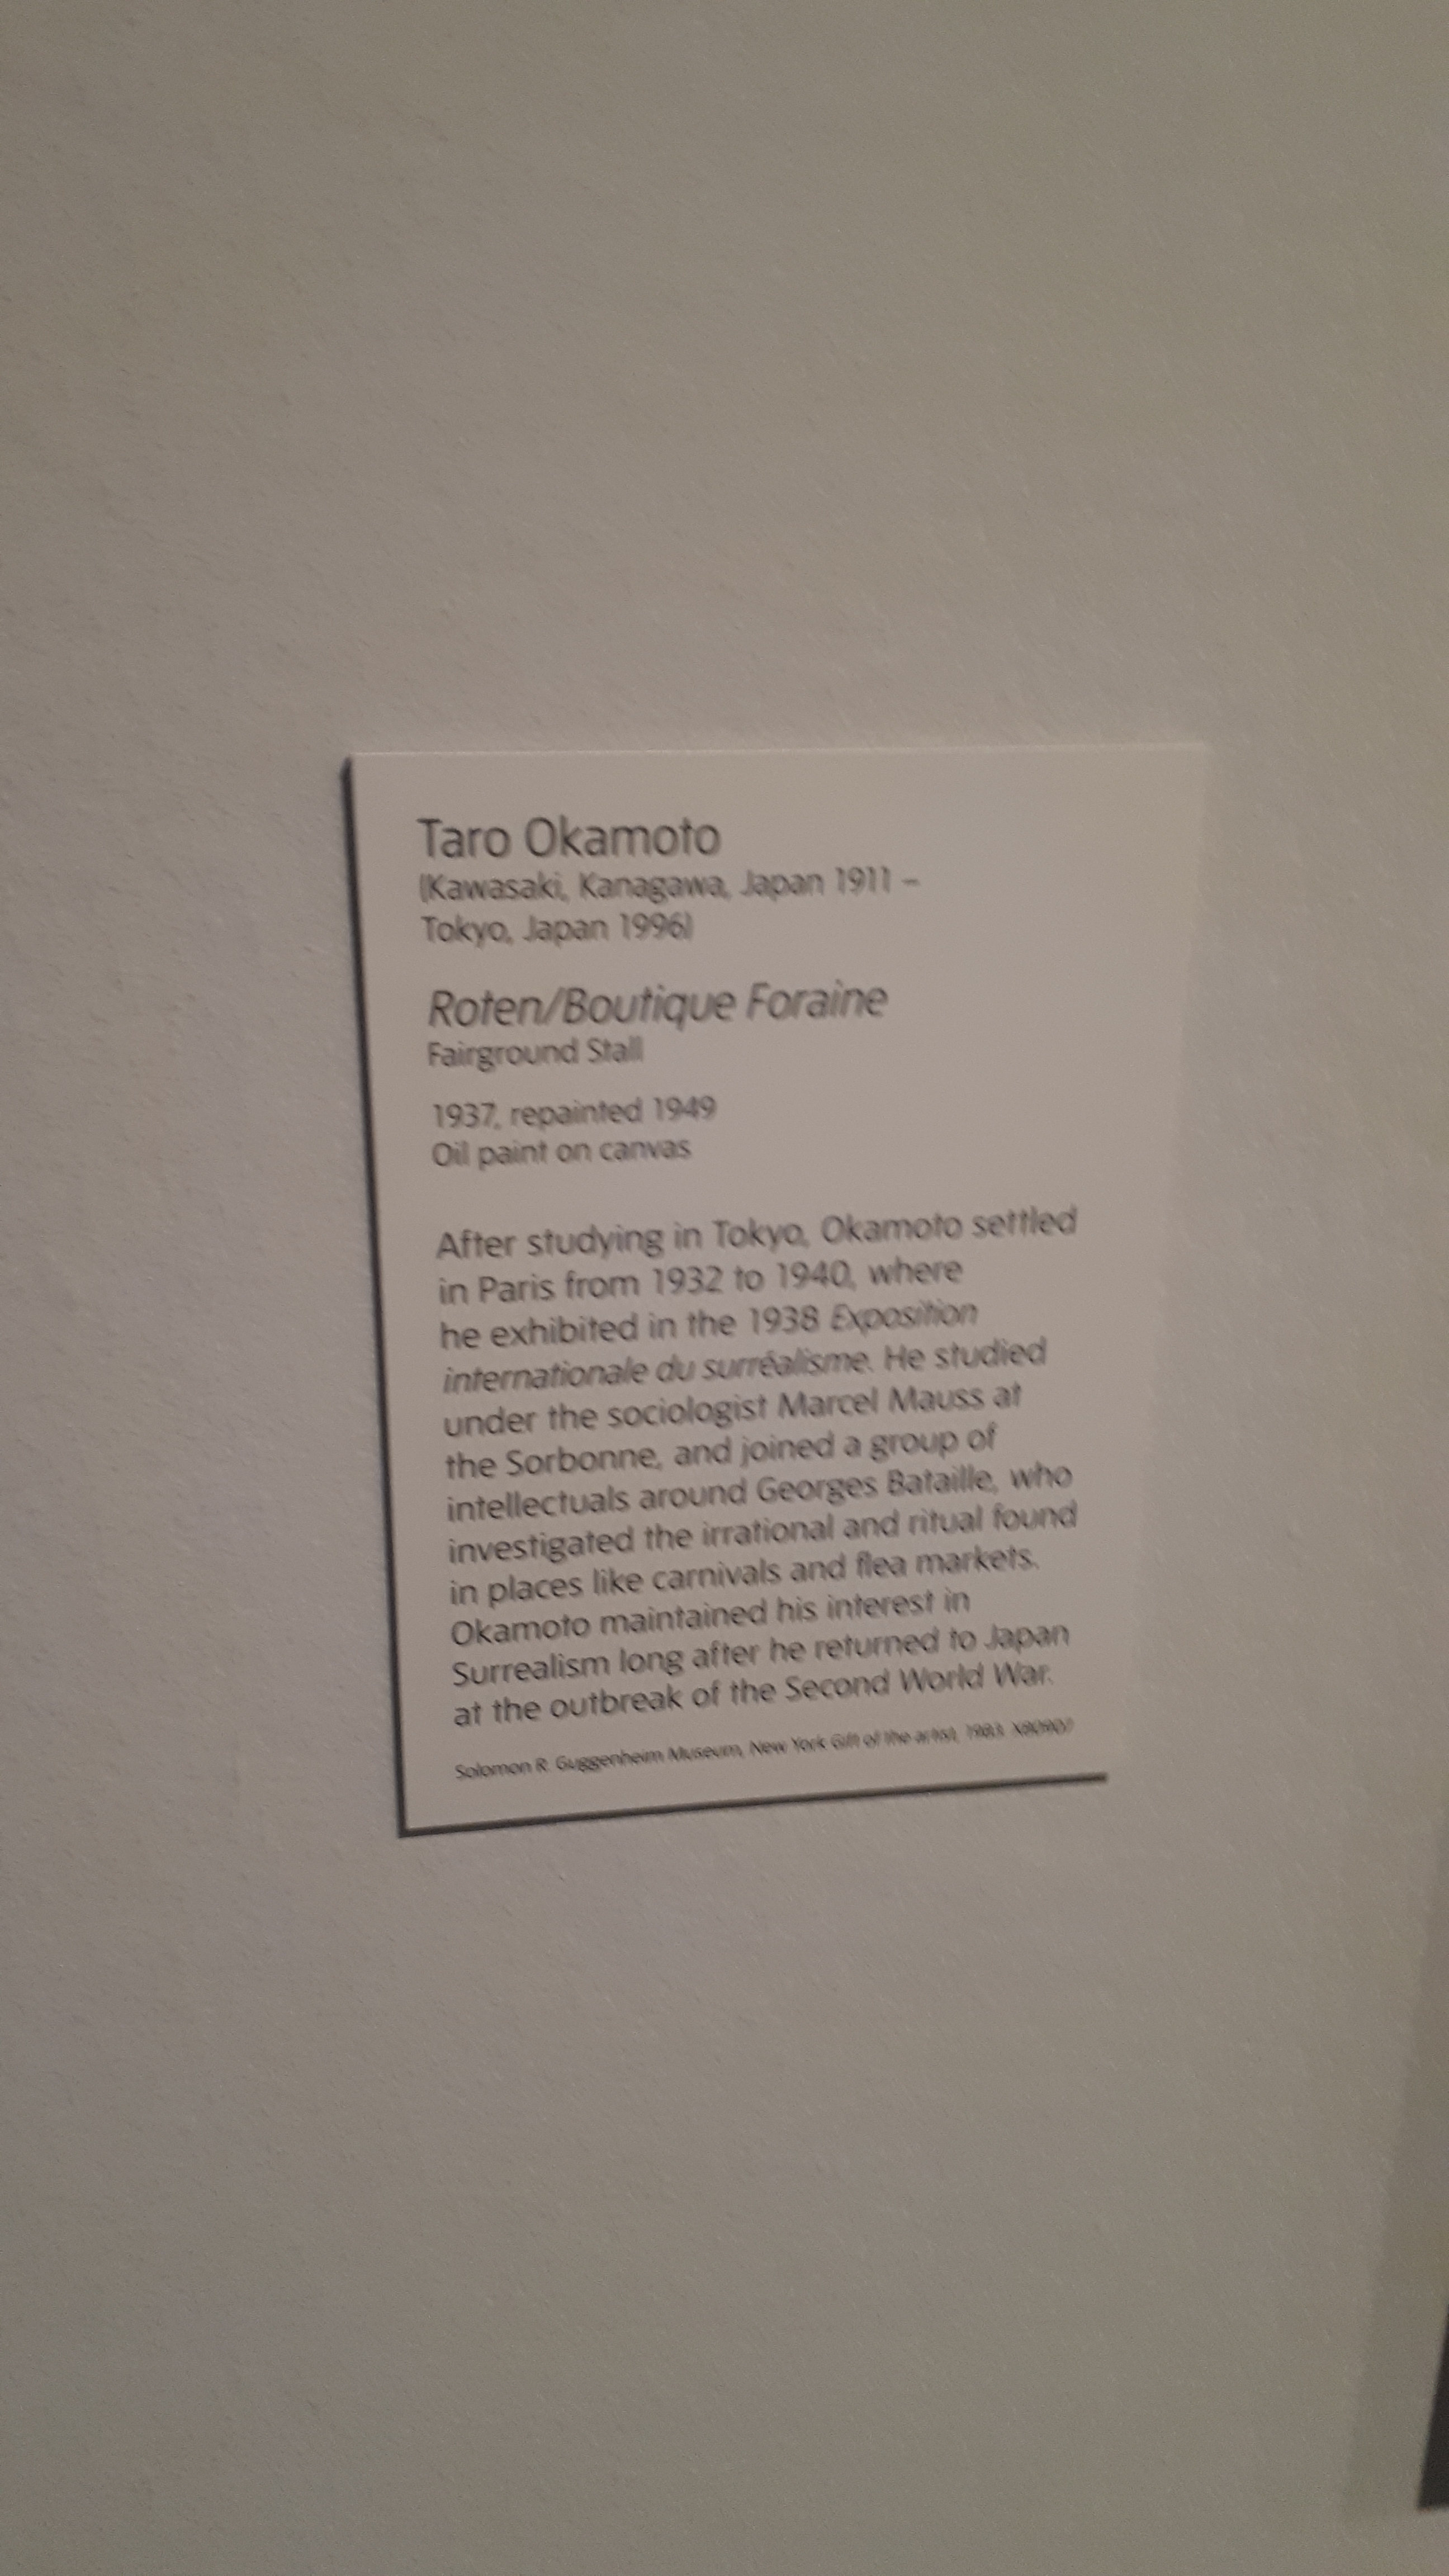 Taro Okamoto
(Kawasaki, Kanagawa, Japan 1911 –
Tokyo, Japan 1996)
Roten/Boutique Foraine
Fairground Stall
1937, repainted 1949
Oil paint on canvas
After studying in Tokyo, Okamoto settled
in Paris from 1932 to 1940, where
he exhibited in the 1938 Exposition
internationale du surréalisme. He studied
under the sociologist Marcel Mauss at
the Sorbonne, and joined a group of
intellectuals around Georges Bataille, who
investigated the irrational and ritual found
in places like carnivals and flea markets.
Okamoto maintained his interest in
Surrealism long after he returned to Japan
at the outbreak of the Second World War.
Solomon R. Guggenheim Museum, New York Gift of the artist, 1983.